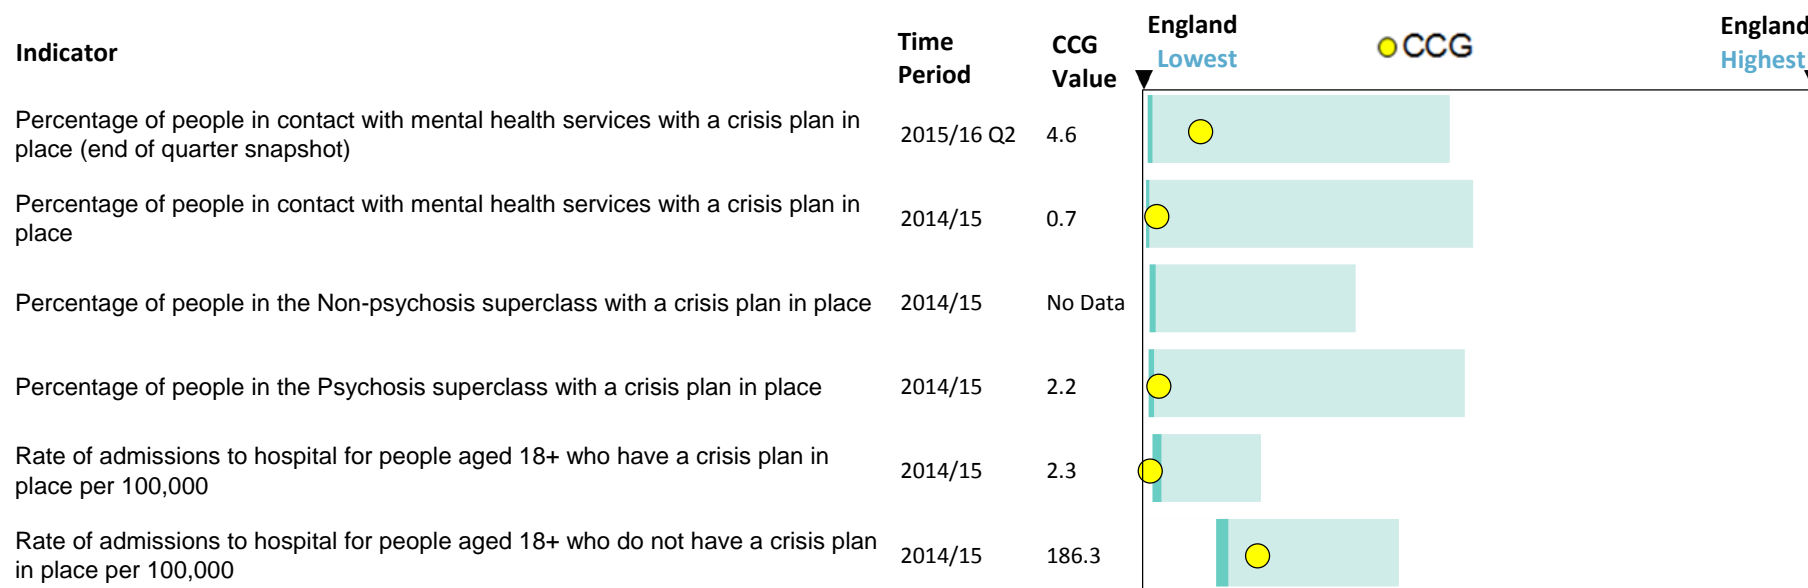 Indicator
Time Period
CCG Value
England Lowest
CCG
England Highest
Percentage of people in contact with mental health services with a crisis plan in
place (end of quarter snapshot)
2015/16 Q2
4.6
Percentage of people in contact with mental health services with a crisis plan in
place
2014/15
0.7
Percentage of people in the Non-psychosis superclass with a crisis plan in place
2014/15
No Data
Percentage of people in the Psychosis superclass with a crisis plan in place
2014/15
2.2
Rate of admissions to hospital for people aged 18+ who have a crisis plan in
place per 100,000
2014/15
2.3
Rate of admissions to hospital for people aged 18+ who do not have a crisis plan
in place per 100,000
2014/15
186.3